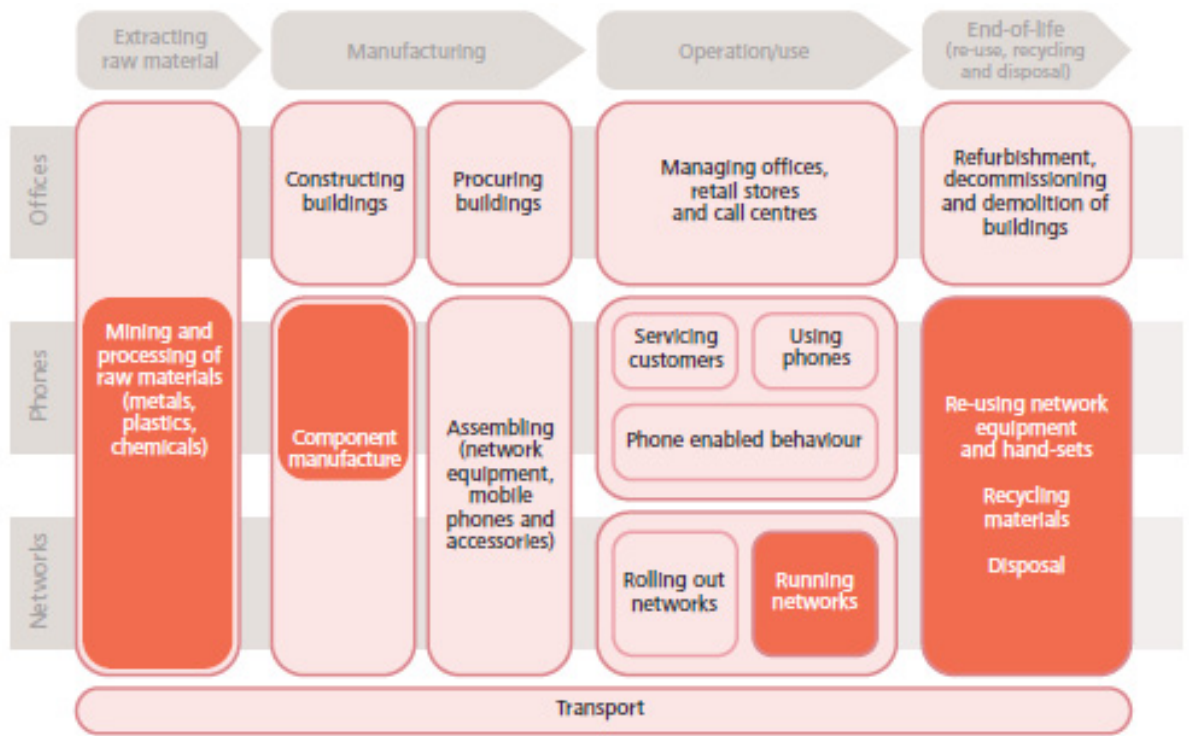 Extracting
raw material
Manufacturing
Operation/use
End-of-life
(re-use, recycling
and disposal)
Offices
Constructing
buildings
Procuring
buildings
Managing offices,
retail stores
and call centres
Refurbishment,
decommissioning
and demolition of
buildings
Phones
Mining and
processing of
raw materials
(metals,
plastics,
chemicals)
Component
manufacture
Assembling
(network
equipment,
mobile
phones and
accessories)
Servicing
customers
Using
phones
Phone enabled behaviour
Re-using network
equipment
and hand-sets
Recycling
materials
Disposal
Networks
Rolling out
networks
Running
networks
Transport